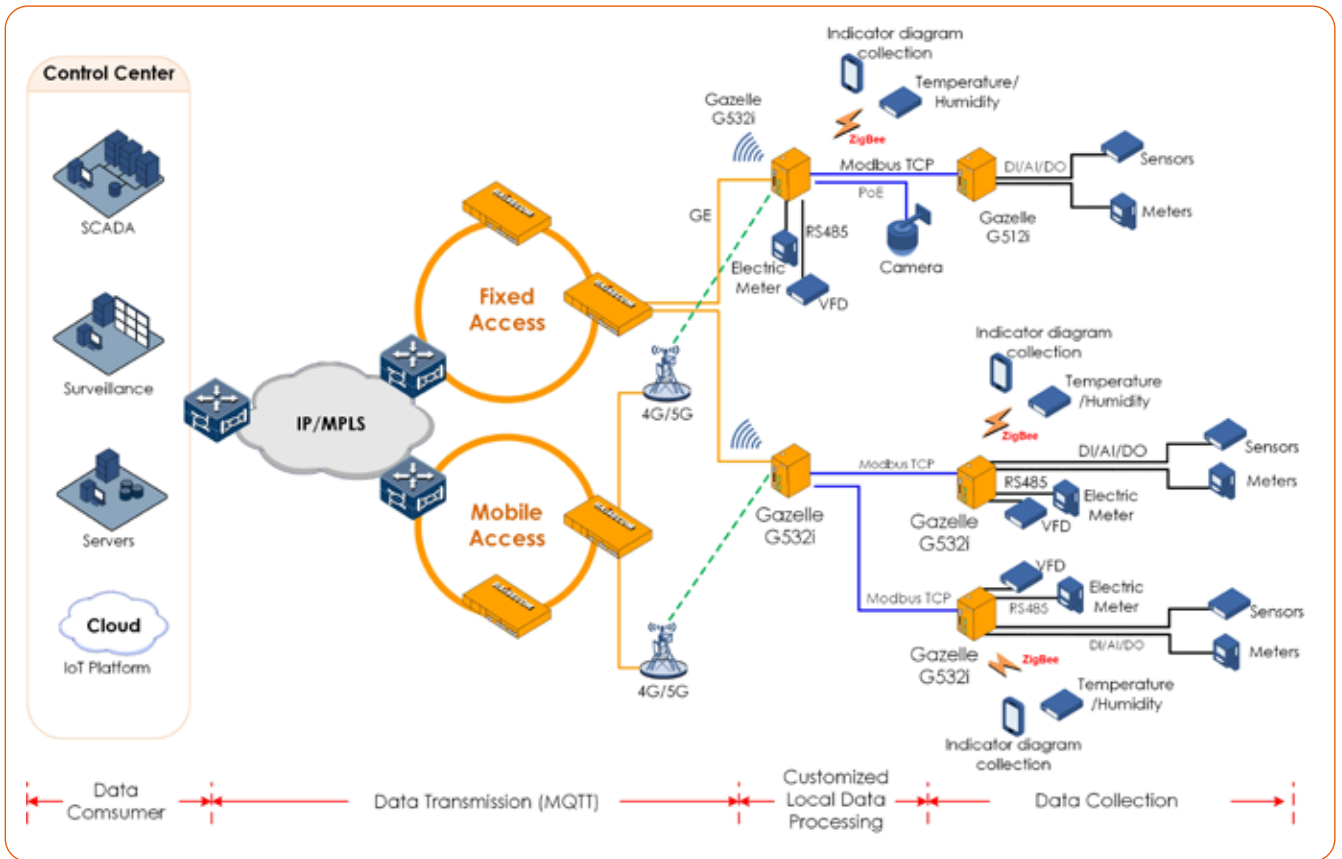 Control Center
SCADA
Surveillance
Servers
Cloud
IoT Platform
IP/MPLS
Fixed
Access
Mobile
Access
4G/5G
4G/5G
GE
Gazelle
G532i
Indicator diagram
collection
Temperature/
Humidity
ZigBee
Modbus TCP
PoE
RS485
Electric
Meter
VFD
Camera
Gazelle
G512i
DI/AI/DO
Sensors
Meters
Gazelle
G532i
Modbus TCP
Indicator diagram
collection
Temperature
/Humidity
ZigBee
DI/AI/DO
Sensors
Meters
RS485
Electric
Meter
VFD
Gazelle
G532i
Modbus TCP
VFD
Electric
Meter
RS485
Sensors
DI/AI/DO
Meters
Gazelle
G532i
ZigBee
Temperature
/Humidity
Indicator diagram
collection
Data
Comsumer
Data Transmission (MQTT)
Customized
Local Data
Processing
Data Collection